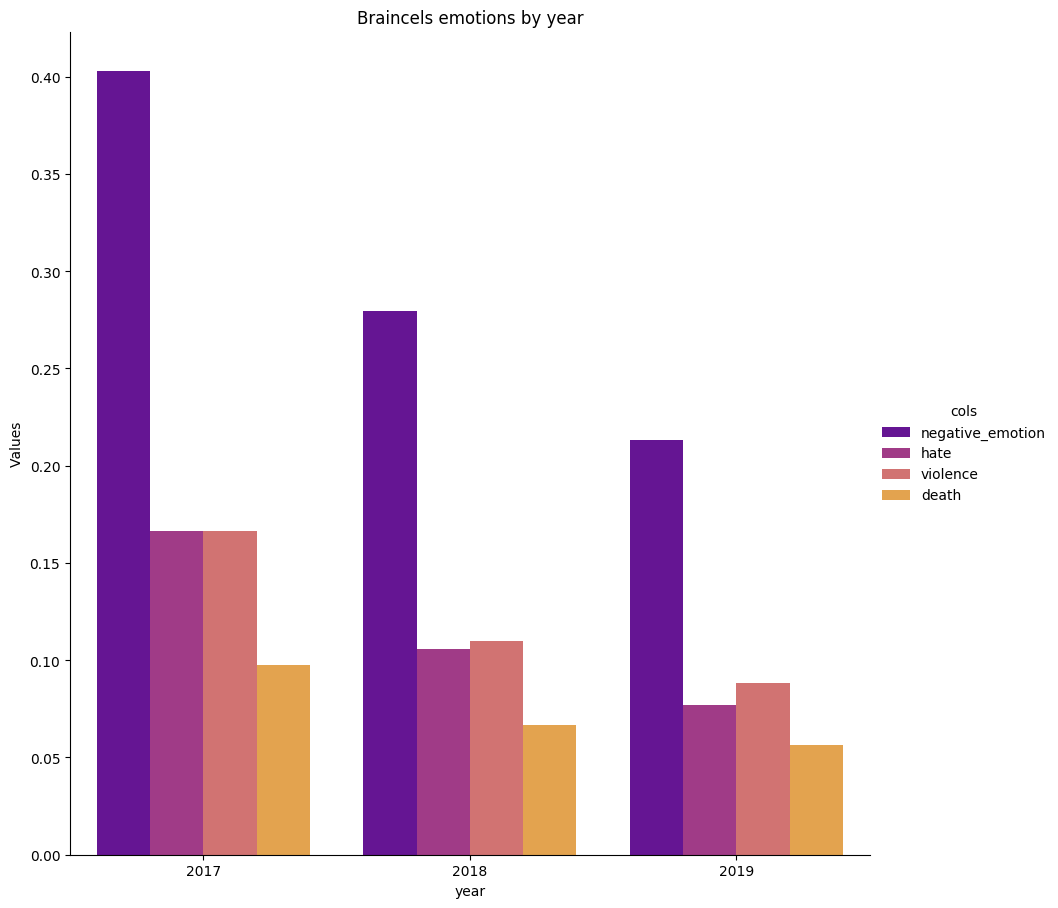 Braincels emotions by year
0.40
0.35
0.30
0.25
0.20
0.15
0.10
0.05
0.00
Values
2017
2018
2019
year
cols
negative_emotion
hate
violence
death